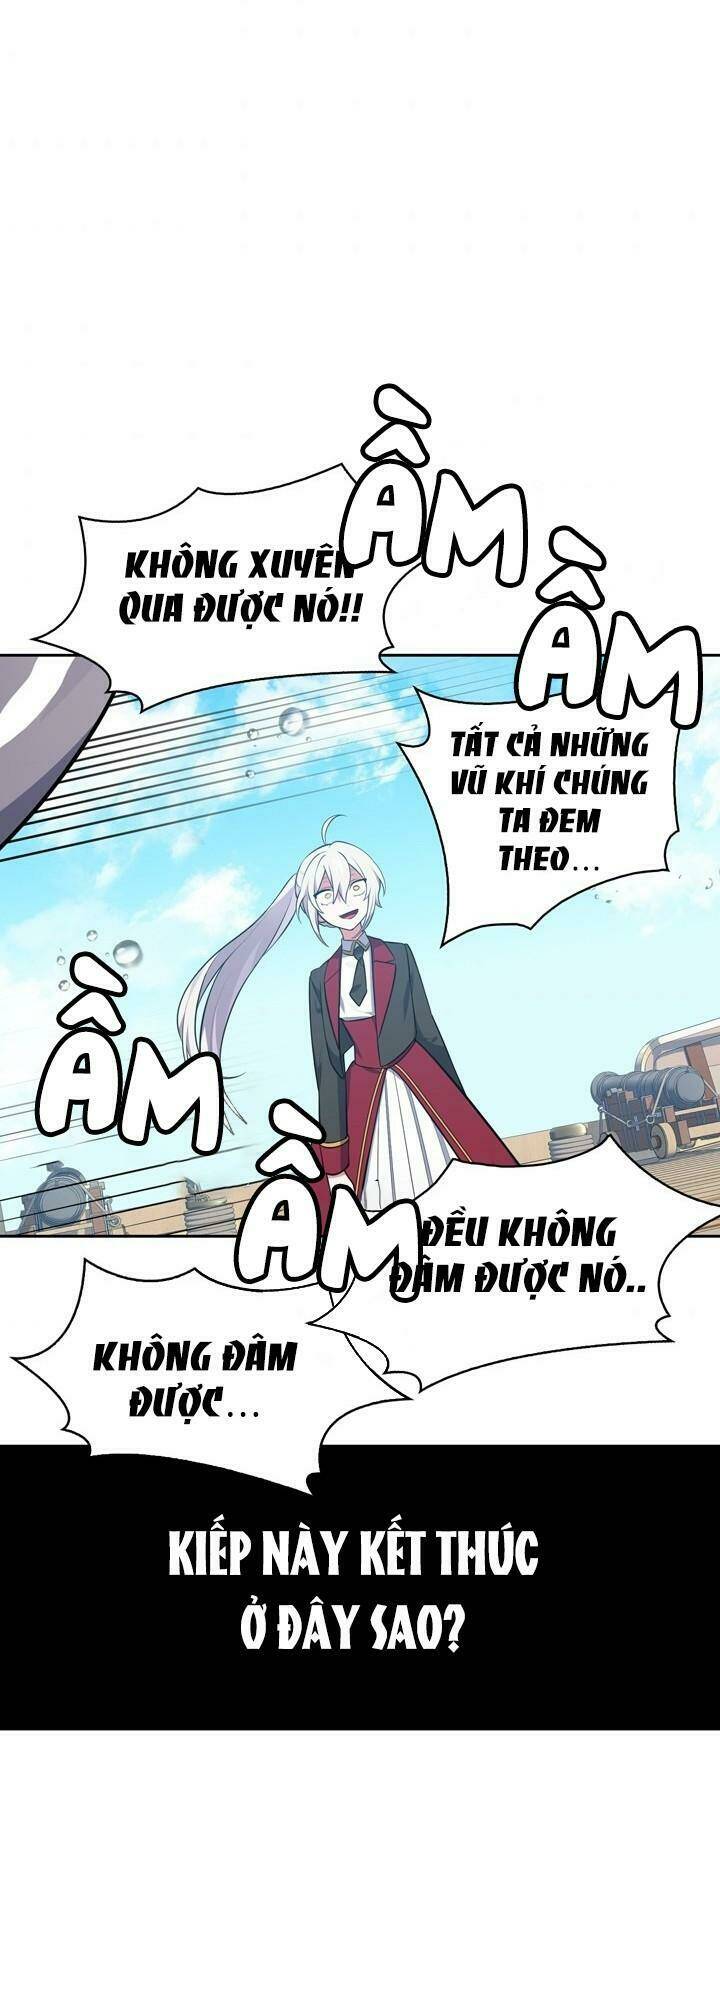 ẦM
KHÔNG XUYÊN
QUA ĐƯỢC NÓ!!
ẦM
TẤT CẢ NHỮNG
VŨ KHÍ CHÚNG
TA ĐEM
THEO...
ẦM
ẦM
ĐỀU KHÔNG
ĐÂM ĐƯỢC NÓ..
KHÔNG ĐÂM
ĐƯỢC...
KIẾP NÀY KẾT THÚC
Ở ĐÂY SAO?